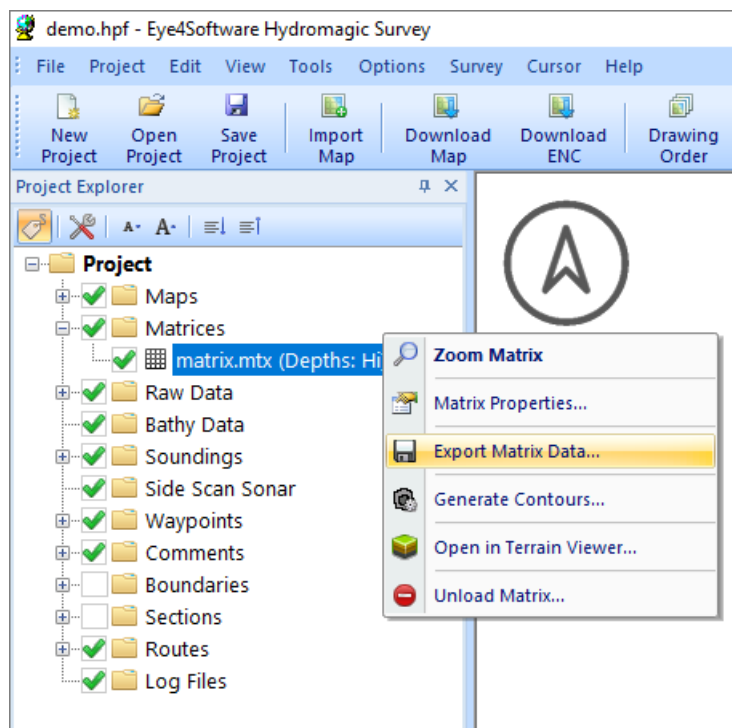 demo.hpf - Eye4Software Hydromagic Survey
File Project Edit View Tools Options Survey Cursor Help
New Project
Open Project
Save Project
Import Map
Download Map
Download ENC
Drawing Order
Project Explorer
A- A-
Project
Maps
Matrices
matrix.mtx (Depths: Hi
Raw Data
Bathy Data
Soundings
Side Scan Sonar
Waypoints
Comments
Boundaries
Sections
Routes
Log Files
Zoom Matrix
Matrix Properties...
Export Matrix Data...
Generate Contours...
Open in Terrain Viewer...
Unload Matrix...